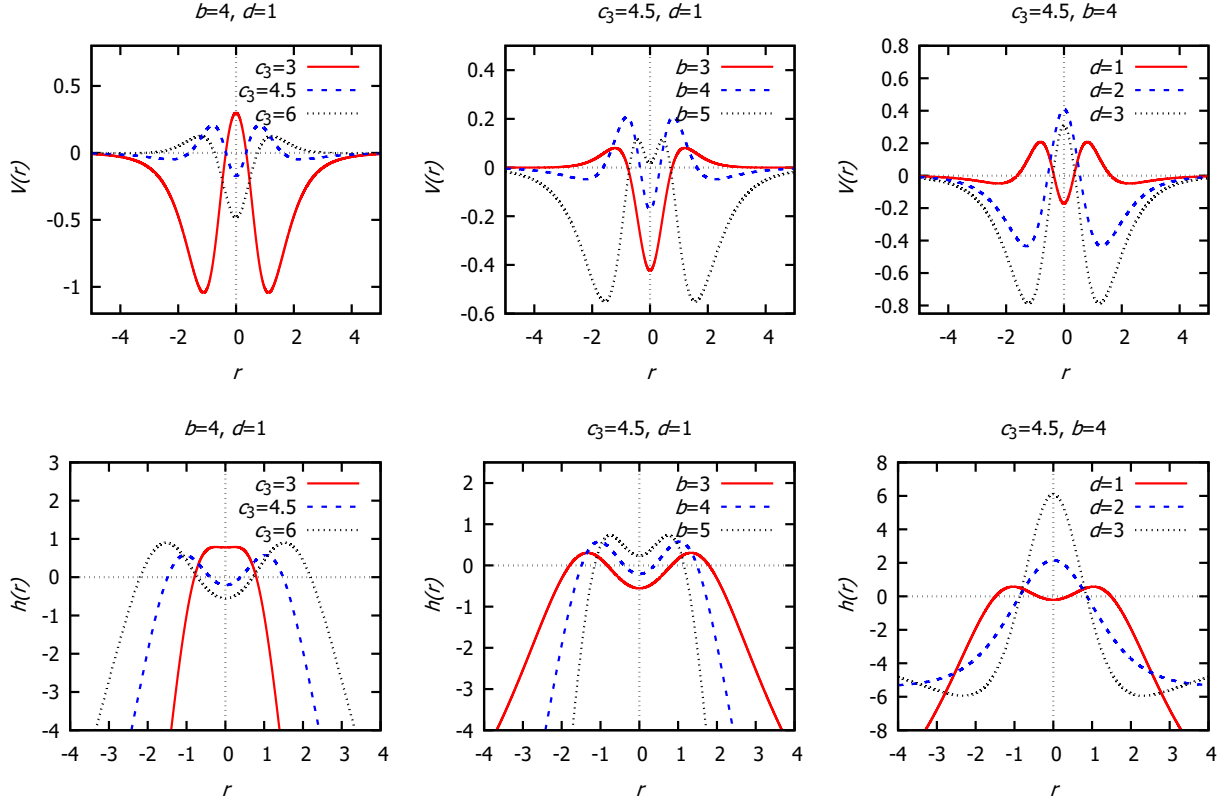 b=4, d=1
c3=4.5, d=1
c3=4.5, b=4
c3=3
c3=4.5
c3=6
0.5
0
-0.5
-1
V(r)
-4 -2 0 2 4
r
b=3
b=4
b=5
0.4
0.2
0
-0.2
-0.4
-0.6
V(r)
-4 -2 0 2 4
r
d=1
d=2
d=3
0.8
0.6
0.4
0.2
0
-0.2
-0.4
-0.6
-0.8
V(r)
-4 -2 0 2 4
r
b=4, d=1
c3=4.5, d=1
c3=4.5, b=4
c3=3
c3=4.5
c3=6
3
2
1
0
-1
-2
-3
-4
h(r)
-4 -3 -2 -1 0 1 2 3 4
r
b=3
b=4
b=5
2
1
0
-1
-2
-3
-4
h(r)
-4 -3 -2 -1 0 1 2 3 4
r
d=1
d=2
d=3
8
6
4
2
0
-2
-4
-6
-8
h(r)
-4 -3 -2 -1 0 1 2 3 4
r